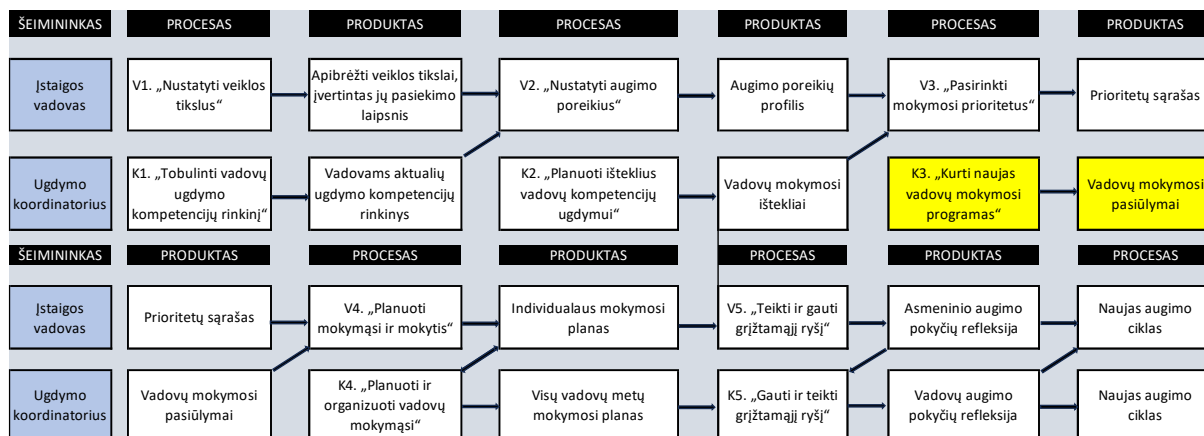 ŠEIMININKAS PROCESAS PRODUKTAS PROCESAS PRODUKTAS PROCESAS PRODUKTAS
Įstaigos
vadovas
V1. „Nustatyti veiklos
tikslus“
Apibrėžti veiklos tikslai,
įvertintas jų pasiekimo
laipsnis
V2. „Nustatyti augimo
poreikius“
Augimo poreikių
profilis
V3. „Pasirinkti
mokymosi prioritetus“
Prioritetų sąrašas
Ugdymo
koordinatorius
K1. „Tobulinti vadovų
ugdymo
kompetencijų rinkinį“
Vadovams aktualių
ugdymo kompetencijų
rinkinys
K2. „Planuoti išteklius
vadovų kompetencijų
ugdymui“
Vadovų mokymosi
ištekliai
K3. „Kurti naujas
vadovų mokymosi
programas“
Vadovų mokymosi
pasiūlymai
ŠEIMININKAS PRODUKTAS PROCESAS PRODUKTAS PROCESAS PRODUKTAS PROCESAS
Įstaigos
vadovas
Prioritetų sąrašas
V4. „Planuoti
mokymąsi ir mokytis“
Individualaus mokymosi
planas
V5. „Teikti ir gauti
grįžtamąjį ryšį“
Asmeninio augimo
pokyčių refleksija
Naujas augimo
ciklas
Ugdymo
koordinatorius
Vadovų mokymosi
pasiūlymai
K4. „Planuoti ir
organizuoti vadovų
mokymąsi“
Visų vadovų metų
mokymosi planas
K5. „Gauti ir teikti
grįžtamąjį ryšį“
Vadovų augimo
pokyčių refleksija
Naujas augimo
ciklas